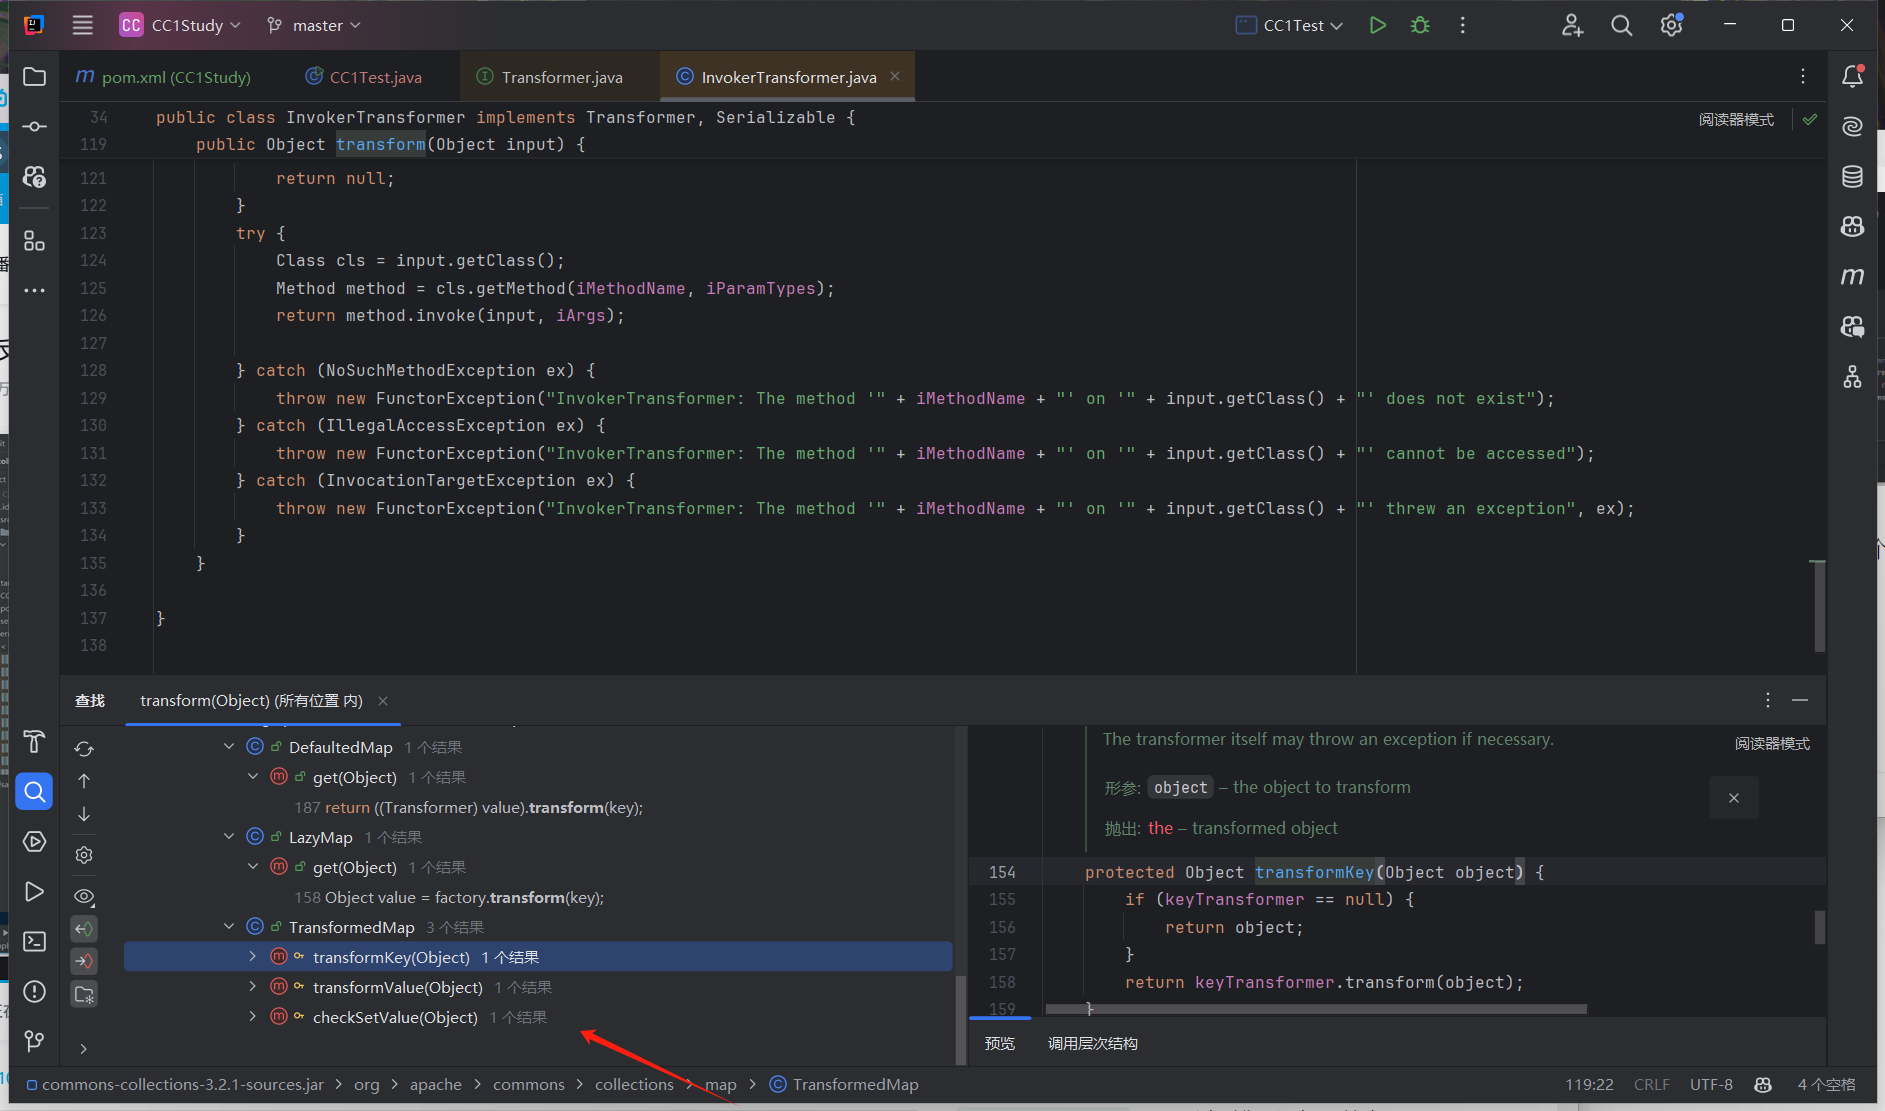 CC CC1Study master CC1Test
pom.xml (CC1Study) CC1Test.java Transformer.java InvokerTransformer.java
34 public class InvokerTransformer implements Transformer, Serializable {
阅读器模式
119 public Object transform(Object input) {
121 return null;
122 }
123 try {
124 Class cls = input.getClass();
125 Method method = cls.getMethod(iMethodName, iParamTypes);
126 return method.invoke(input, iArgs);
127
128 } catch (NoSuchMethodException ex) {
129 throw new FunctorException("InvokerTransformer: The method '" + iMethodName + "' on '" + input.getClass() + "' does not exist");
130 } catch (IllegalAccessException ex) {
131 throw new FunctorException("InvokerTransformer: The method '" + iMethodName + "' on '" + input.getClass() + "' cannot be accessed");
132 } catch (InvocationTargetException ex) {
133 throw new FunctorException("InvokerTransformer: The method '" + iMethodName + "' on '" + input.getClass() + "' threw an exception", ex);
134 }
135 }
136
137 }
138
查找 transform(Object) (所有位置 内)
DefaultedMap 1 个结果
get(Object) 1 个结果
187 return ((Transformer) value).transform(key);
LazyMap 1 个结果
get(Object) 1 个结果
158 Object value = factory.transform(key);
TransformedMap 3 个结果
transformKey(Object) 1 个结果
transformValue(Object) 1 个结果
checkSetValue(Object) 1 个结果
The transformer itself may throw an exception if necessary.
阅读器模式
形参: object – the object to transform
抛出: the – transformed object
154 protected Object transformKey(Object object) {
155 if (keyTransformer == null) {
156 return object;
157 }
158 return keyTransformer.transform(object);
159 }
预览 调用层次结构
commons-collections-3.2.1-sources.jar > org > apache > commons > collections > map > TransformedMap
119:22 CRLF UTF-8 4 个空格